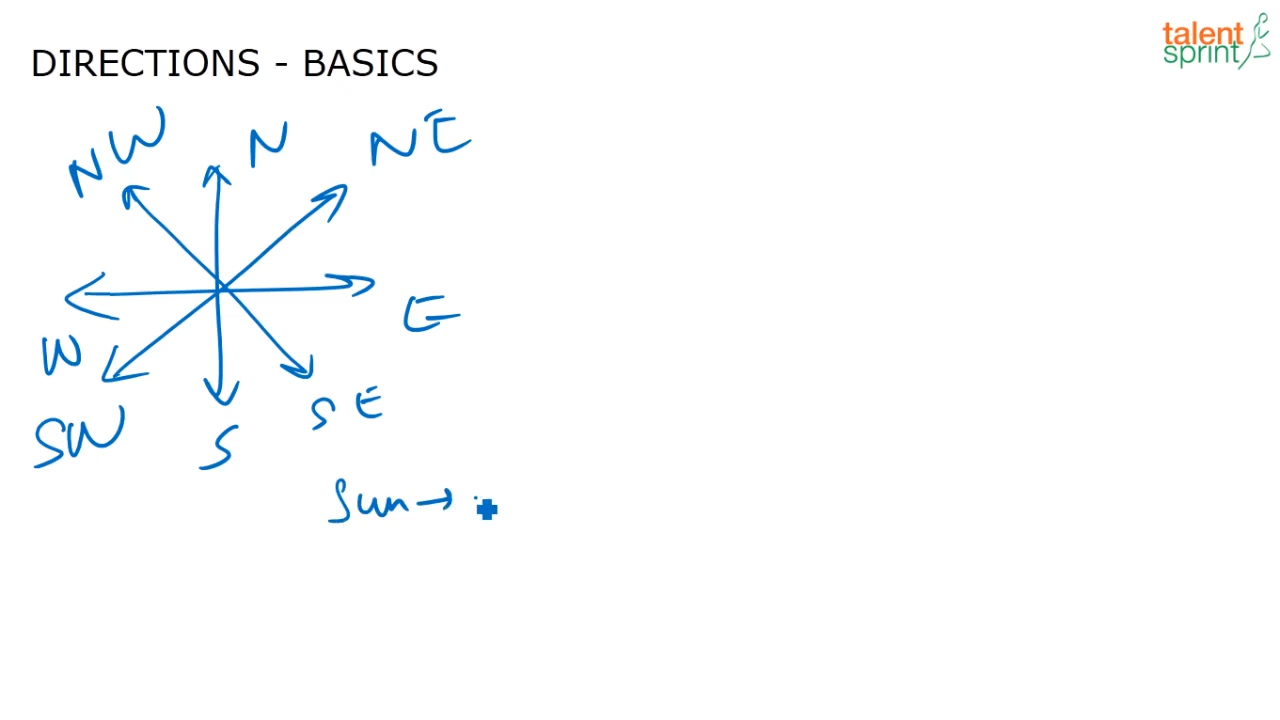 talent
sprint
DIRECTIONS - BASICS
NW N NE
W E
SW S SE
Sun →